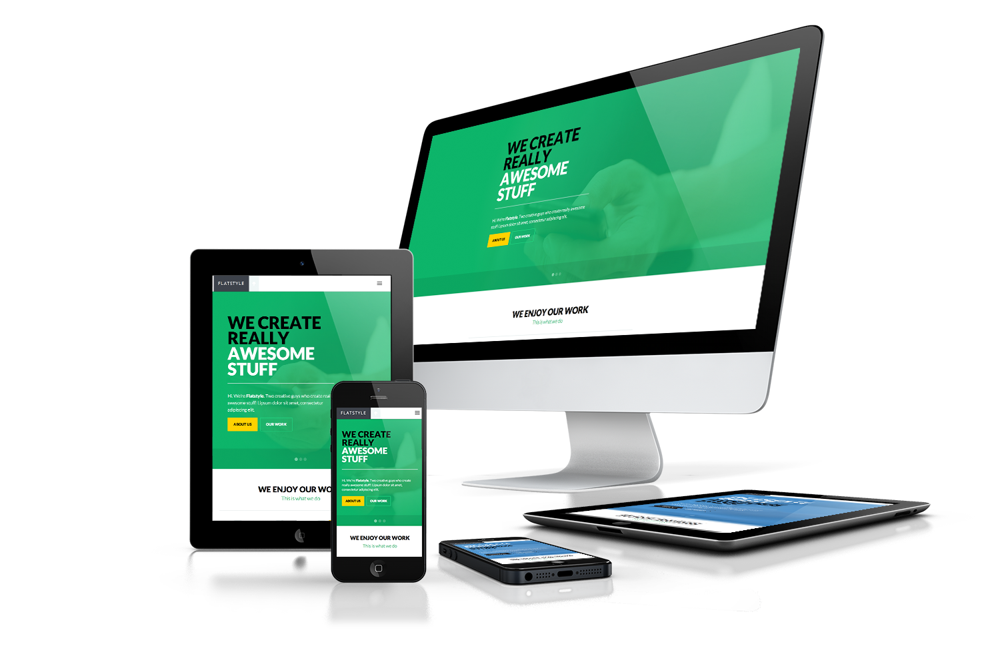 WE CREATE
REALLY
AWESOME
STUFF
Hi. We're Flatstyle. Two creative guys who create really awesome
stuff! Lipsum dolor sit amet, consectetur adipiscing elit.
ABOUT US OUR WORK
WE ENJOY OUR WORK
This is what we do
FLATSTYLE
WE CREATE
REALLY
AWESOME
STUFF
Hi. We're Flatstyle. Two creative guys who create real
awesome stuff! Lipsum dolor sit amet, consectetur
adipiscing elit.
ABOUT US OUR WORK
WE ENJOY OUR WO
This is what we do
FLATSTYLE
WE CREATE
REALLY
AWESOME
STUFF
Hi. We're Flatstyle. Two creative guys who create
really awesome stuff! Lipsum dolor sit amet,
consectetur adipiscing elit.
ABOUT US OUR WORK
WE ENJOY OUR WORK
This is what we do